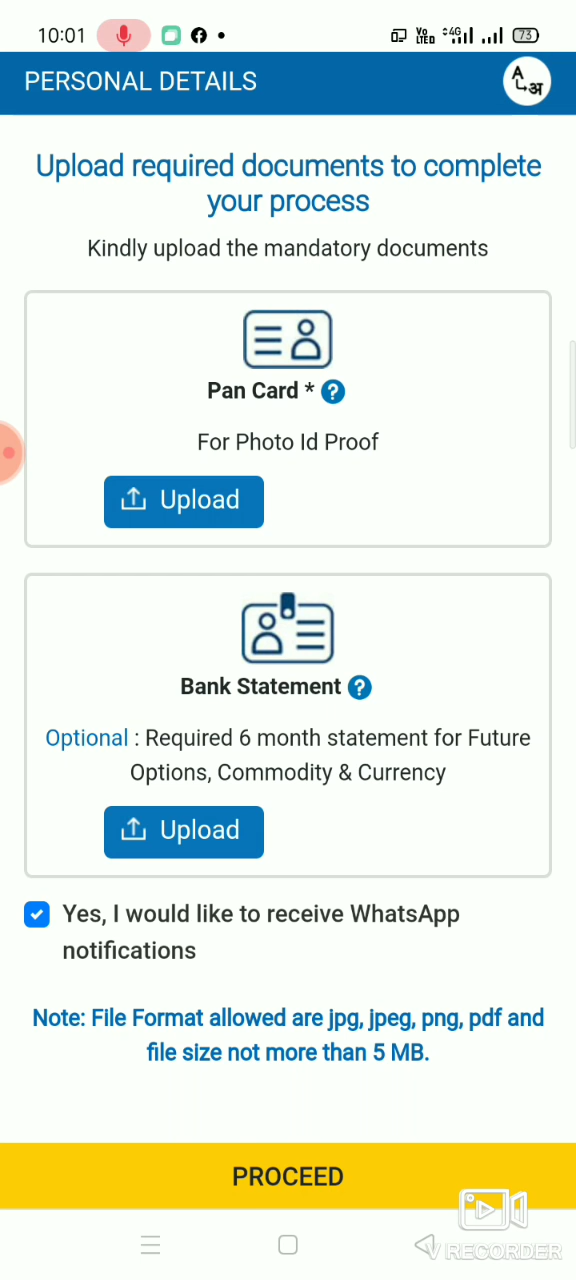 10:01
Vo
LTE
4G
73
PERSONAL DETAILS
A
अ
Upload required documents to complete
your process
Kindly upload the mandatory documents
Pan Card * ?
For Photo Id Proof
Upload
Bank Statement ?
Optional : Required 6 month statement for Future
Options, Commodity & Currency
Upload
Yes, I would like to receive WhatsApp
notifications
Note: File Format allowed are jpg, jpeg, png, pdf and
file size not more than 5 MB.
PROCEED
V RECORDER